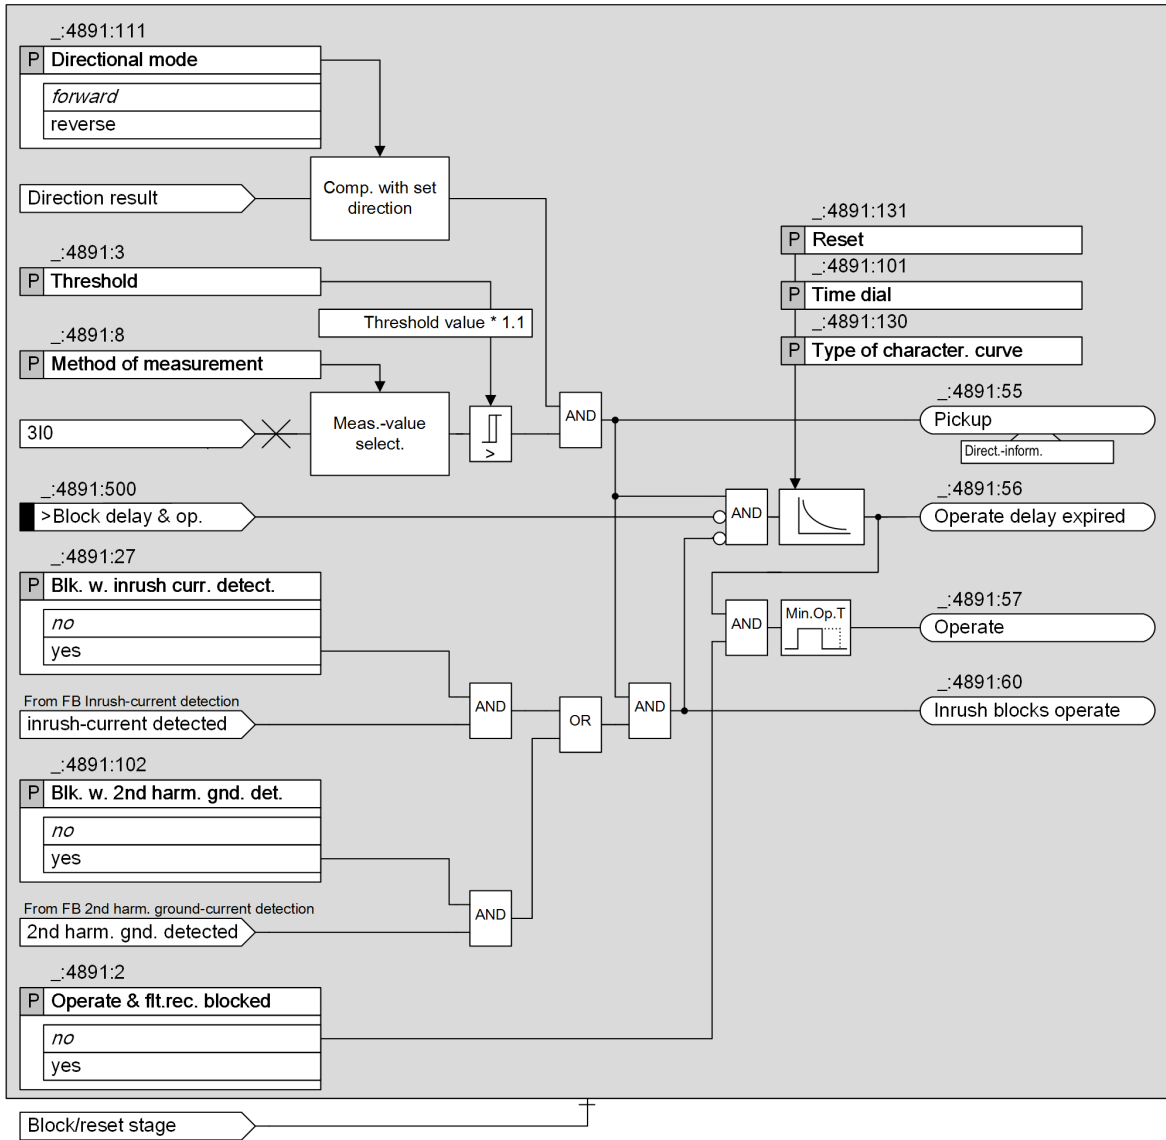 _:4891:111
P Directional mode
forward
reverse
Direction result
Comp. with set
direction
_:4891:3
P Threshold
Threshold value * 1.1
_:4891:8
P Method of measurement
3I0
Meas.-value
select.
>
AND
_:4891:131
P Reset
_:4891:101
P Time dial
_:4891:130
P Type of character. curve
_:4891:55
Pickup
Direct.-inform.
_:4891:500
>Block delay & op.
AND
_:4891:56
Operate delay expired
_:4891:27
P Blk. w. inrush curr. detect.
no
yes
AND
Min.Op.T
_:4891:57
Operate
From FB Inrush-current detection
inrush-current detected
AND
OR
AND
_:4891:60
Inrush blocks operate
_:4891:102
P Blk. w. 2nd harm. gnd. det.
no
yes
From FB 2nd harm. ground-current detection
2nd harm. gnd. detected
AND
_:4891:2
P Operate & flt.rec. blocked
no
yes
Block/reset stage